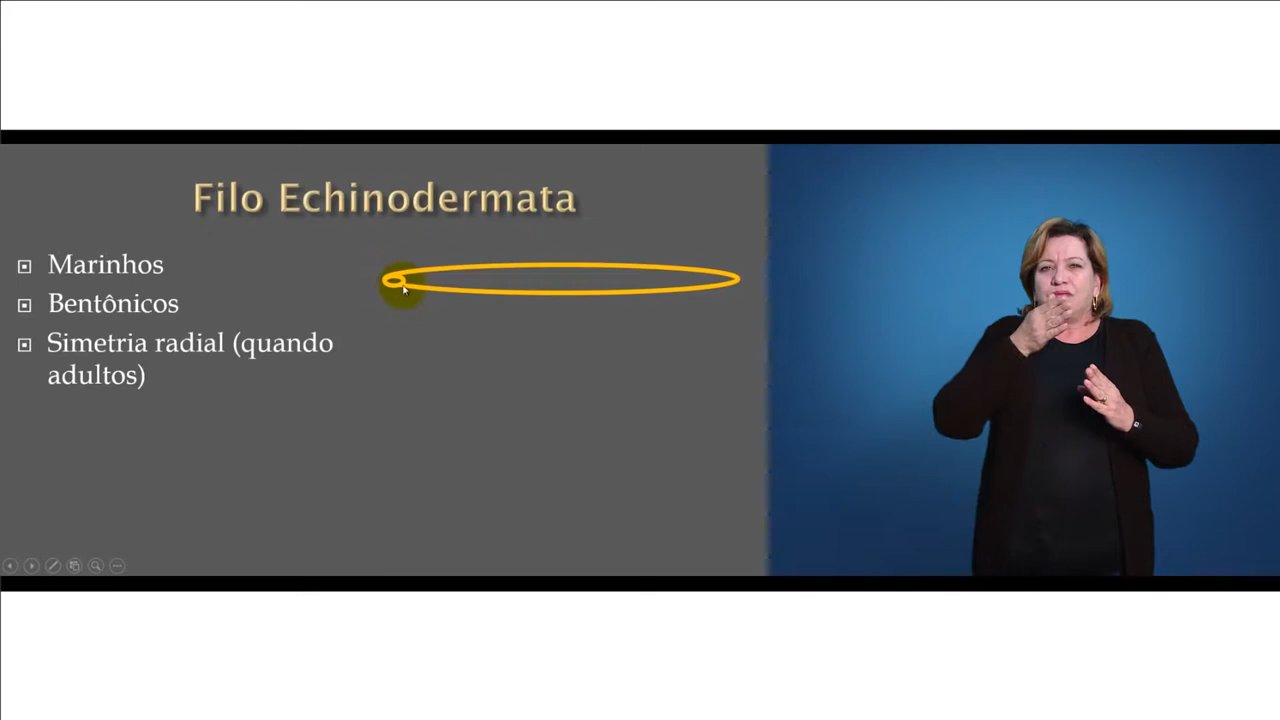 Filo Echinodermata
Marinhos
Bentônicos
Simetria radial (quando
adultos)